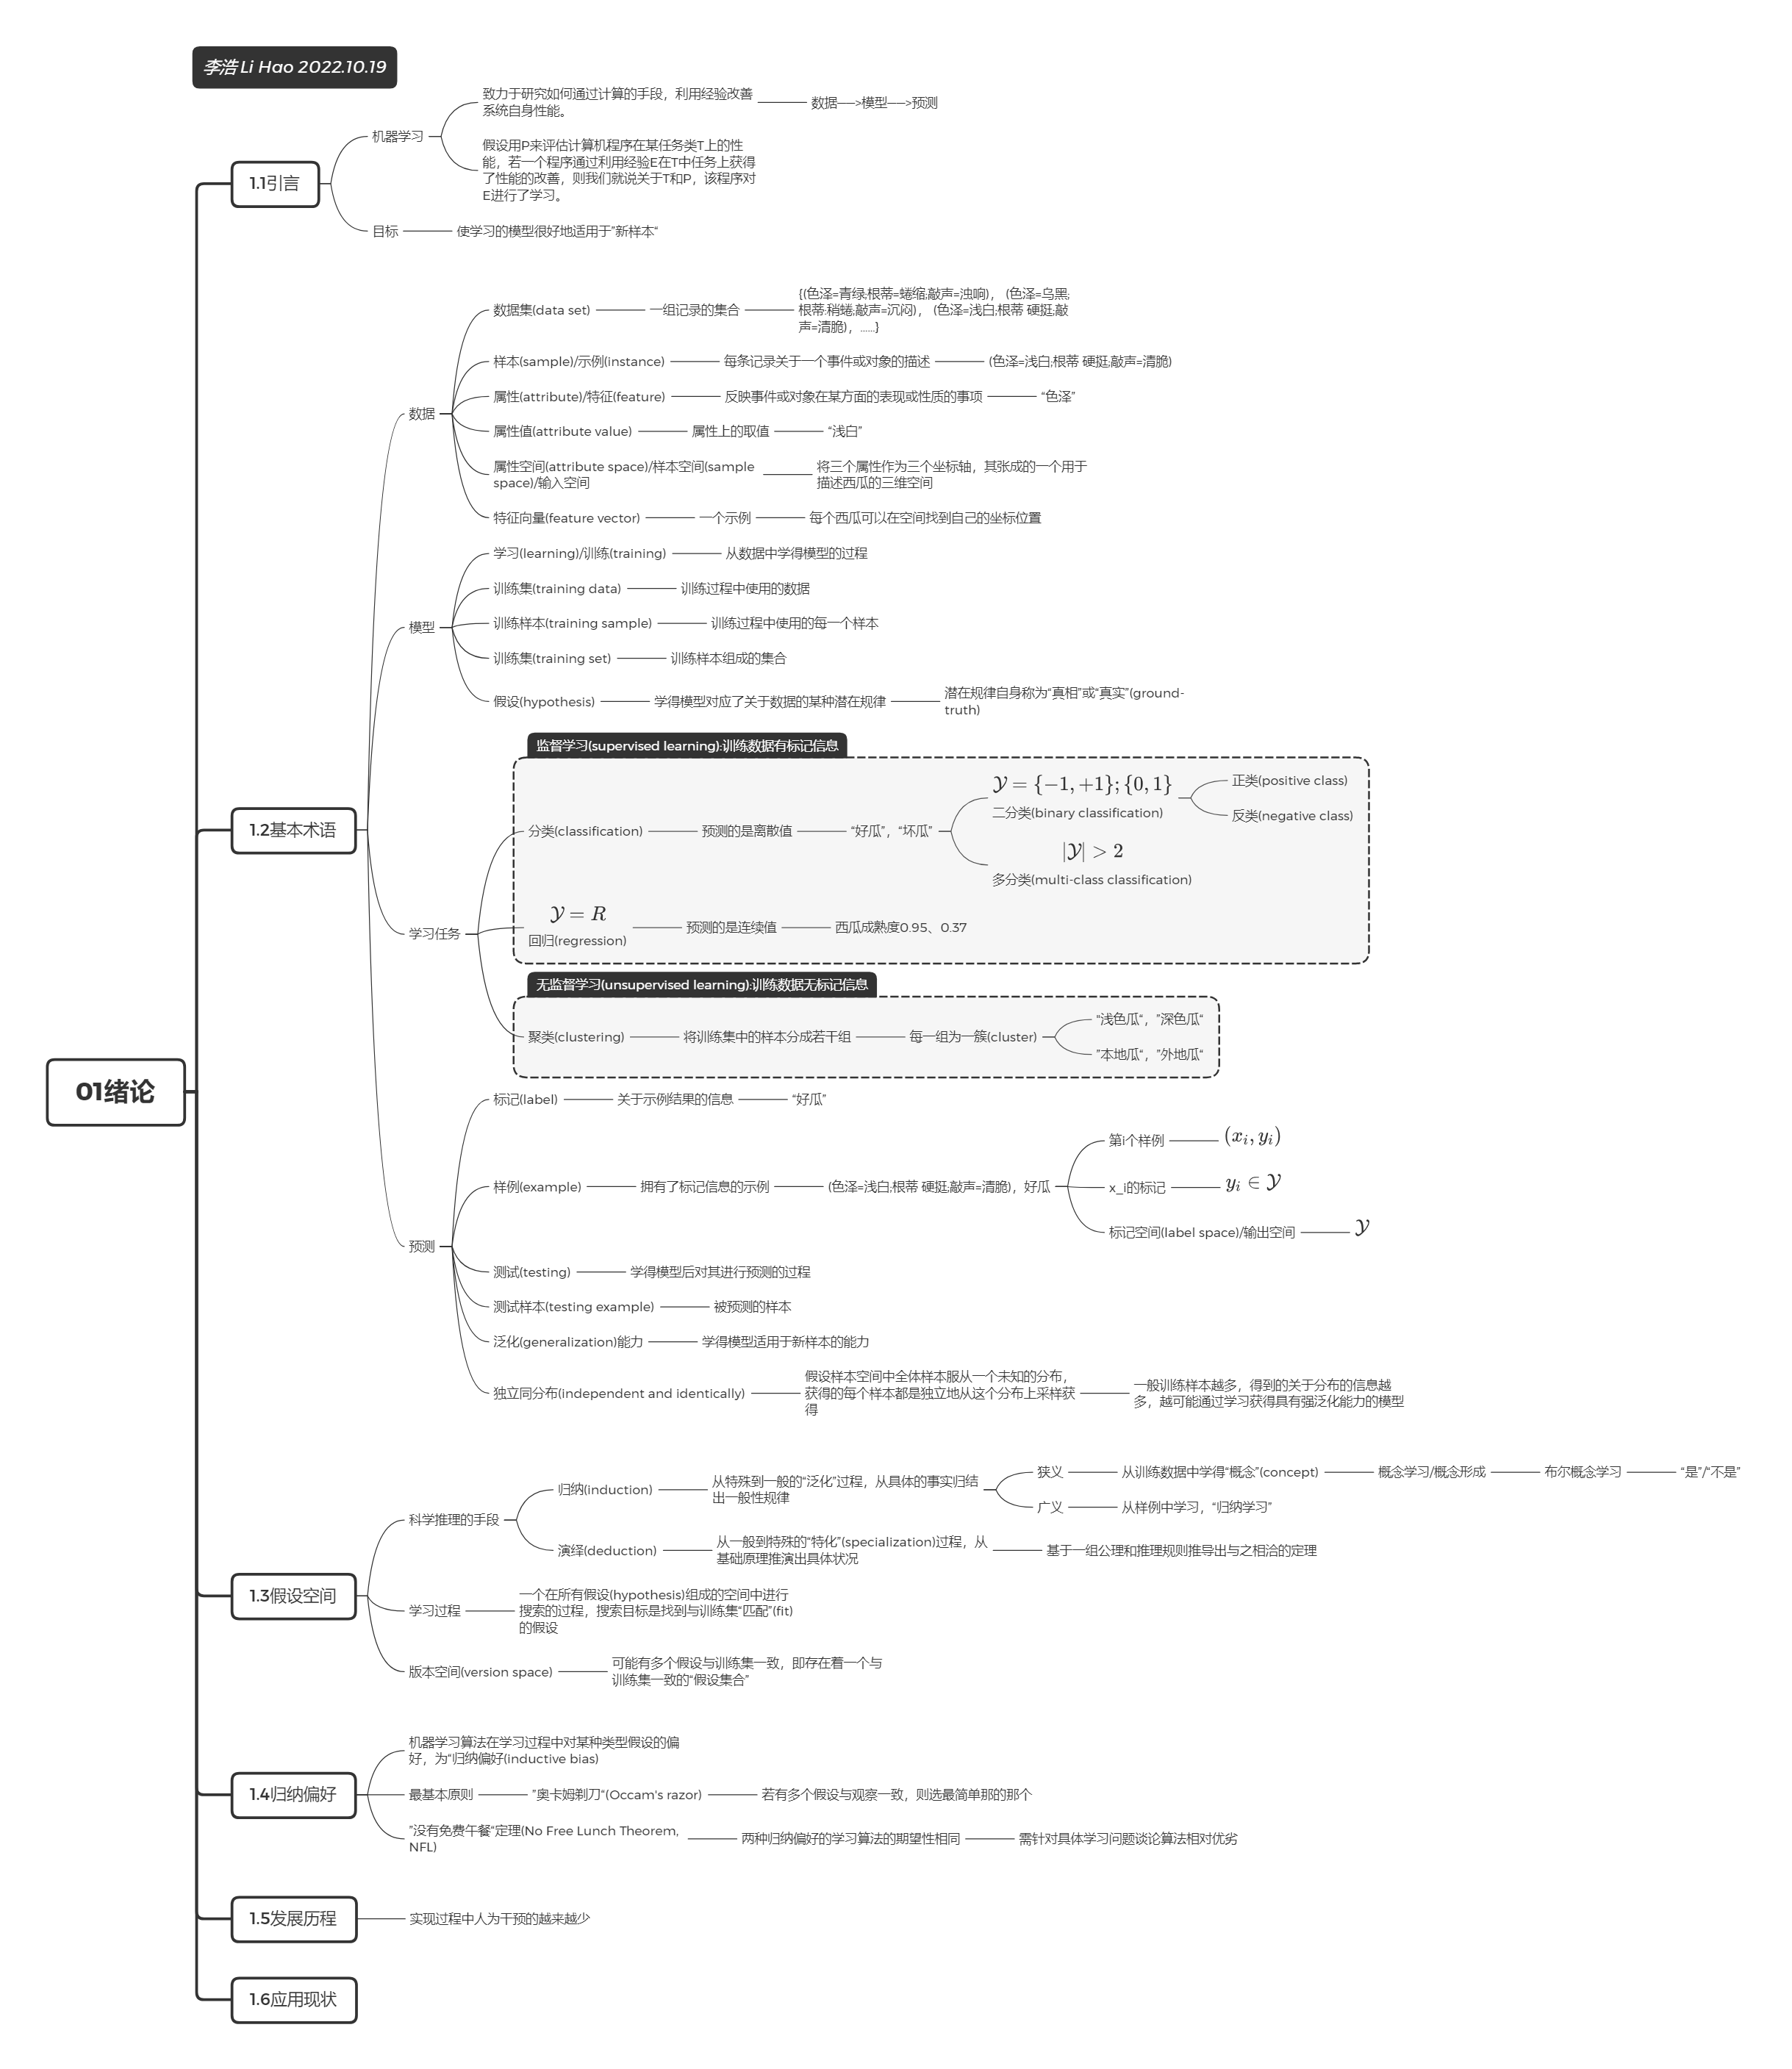 李浩 Li Hao 2022.10.19
01绪论
1.1引言
机器学习
致力于研究如何通过计算的手段，利用经验改善
系统自身性能。
数据——>模型——>预测
假设用P来评估计算机程序在某任务类T上的性
能，若一个程序通过利用经验E在T中任务上获得
了性能的改善，则我们就说关于T和P，该程序对
E进行了学习。
目标
使学习的模型很好地适用于”新样本“
1.2基本术语
数据
数据集(data set)
一组记录的集合
{(色泽=青绿;根蒂=蜷缩;敲声=浊响)， (色泽=乌黑;
根蒂:稍蜷;敲声=沉闷)， (色泽=浅白;根蒂 硬挺;敲
声=清脆)，......}
样本(sample)/示例(instance)
每条记录关于一个事件或对象的描述
(色泽=浅白;根蒂 硬挺;敲声=清脆)
属性(attribute)/特征(feature)
反映事件或对象在某方面的表现或性质的事项
“色泽”
属性值(attribute value)
属性上的取值
“浅白”
属性空间(attribute space)/样本空间(sample
space)/输入空间
将三个属性作为三个坐标轴，其张成的一个用于
描述西瓜的三维空间
特征向量(feature vector)
一个示例
每个西瓜可以在空间找到自己的坐标位置
模型
学习(learning)/训练(training)
从数据中学得模型的过程
训练集(training data)
训练过程中使用的数据
训练样本(training sample)
训练过程中使用的每一个样本
训练集(training set)
训练样本组成的集合
假设(hypothesis)
学得模型对应了关于数据的某种潜在规律
潜在规律自身称为“真相”或“真实”(ground-
truth)
学习任务
监督学习(supervised learning):训练数据有标记信息
分类(classification)
预测的是离散值
“好瓜”，“坏瓜”
𝒴 = {−1, +1}; {0, 1}
二分类(binary classification)
正类(positive class)
反类(negative class)
|𝒴| > 2
多分类(multi-class classification)
𝒴 = R
回归(regression)
预测的是连续值
西瓜成熟度0.95、0.37
无监督学习(unsupervised learning):训练数据无标记信息
聚类(clustering)
将训练集中的样本分成若干组
每一组为一簇(cluster)
“浅色瓜“，”深色瓜“
”本地瓜“，”外地瓜“
预测
标记(label)
关于示例结果的信息
“好瓜”
样例(example)
拥有了标记信息的示例
(色泽=浅白;根蒂 硬挺;敲声=清脆)，好瓜
第i个样例
(x_i, y_i)
x_i的标记
y_i ∈ 𝒴
标记空间(label space)/输出空间
𝒴
测试(testing)
学得模型后对其进行预测的过程
测试样本(testing example)
被预测的样本
泛化(generalization)能力
学得模型适用于新样本的能力
独立同分布(independent and identically)
假设样本空间中全体样本服从一个未知的分布，
获得的每个样本都是独立地从这个分布上采样获
得
一般训练样本越多，得到的关于分布的信息越
多，越可能通过学习获得具有强泛化能力的模型
1.3假设空间
科学推理的手段
归纳(induction)
从特殊到一般的“泛化”过程，从具体的事实归结
出一般性规律
狭义
从训练数据中学得“概念”(concept)
概念学习/概念形成
布尔概念学习
“是”/“不是”
广义
从样例中学习，“归纳学习”
演绎(deduction)
从一般到特殊的“特化”(specialization)过程，从
基础原理推演出具体状况
基于一组公理和推理规则推导出与之相洽的定理
学习过程
一个在所有假设(hypothesis)组成的空间中进行
搜索的过程，搜索目标是找到与训练集“匹配”(fit)
的假设
版本空间(version space)
可能有多个假设与训练集一致，即存在着一个与
训练集一致的“假设集合”
1.4归纳偏好
机器学习算法在学习过程中对某种类型假设的偏
好，为“归纳偏好(inductive bias)
最基本原则
”奥卡姆剃刀“(Occam's razor)
若有多个假设与观察一致，则选最简单那的那个
”没有免费午餐“定理(No Free Lunch Theorem,
NFL)
两种归纳偏好的学习算法的期望性相同
需针对具体学习问题谈论算法相对优劣
1.5发展历程
实现过程中人为干预的越来越少
1.6应用现状